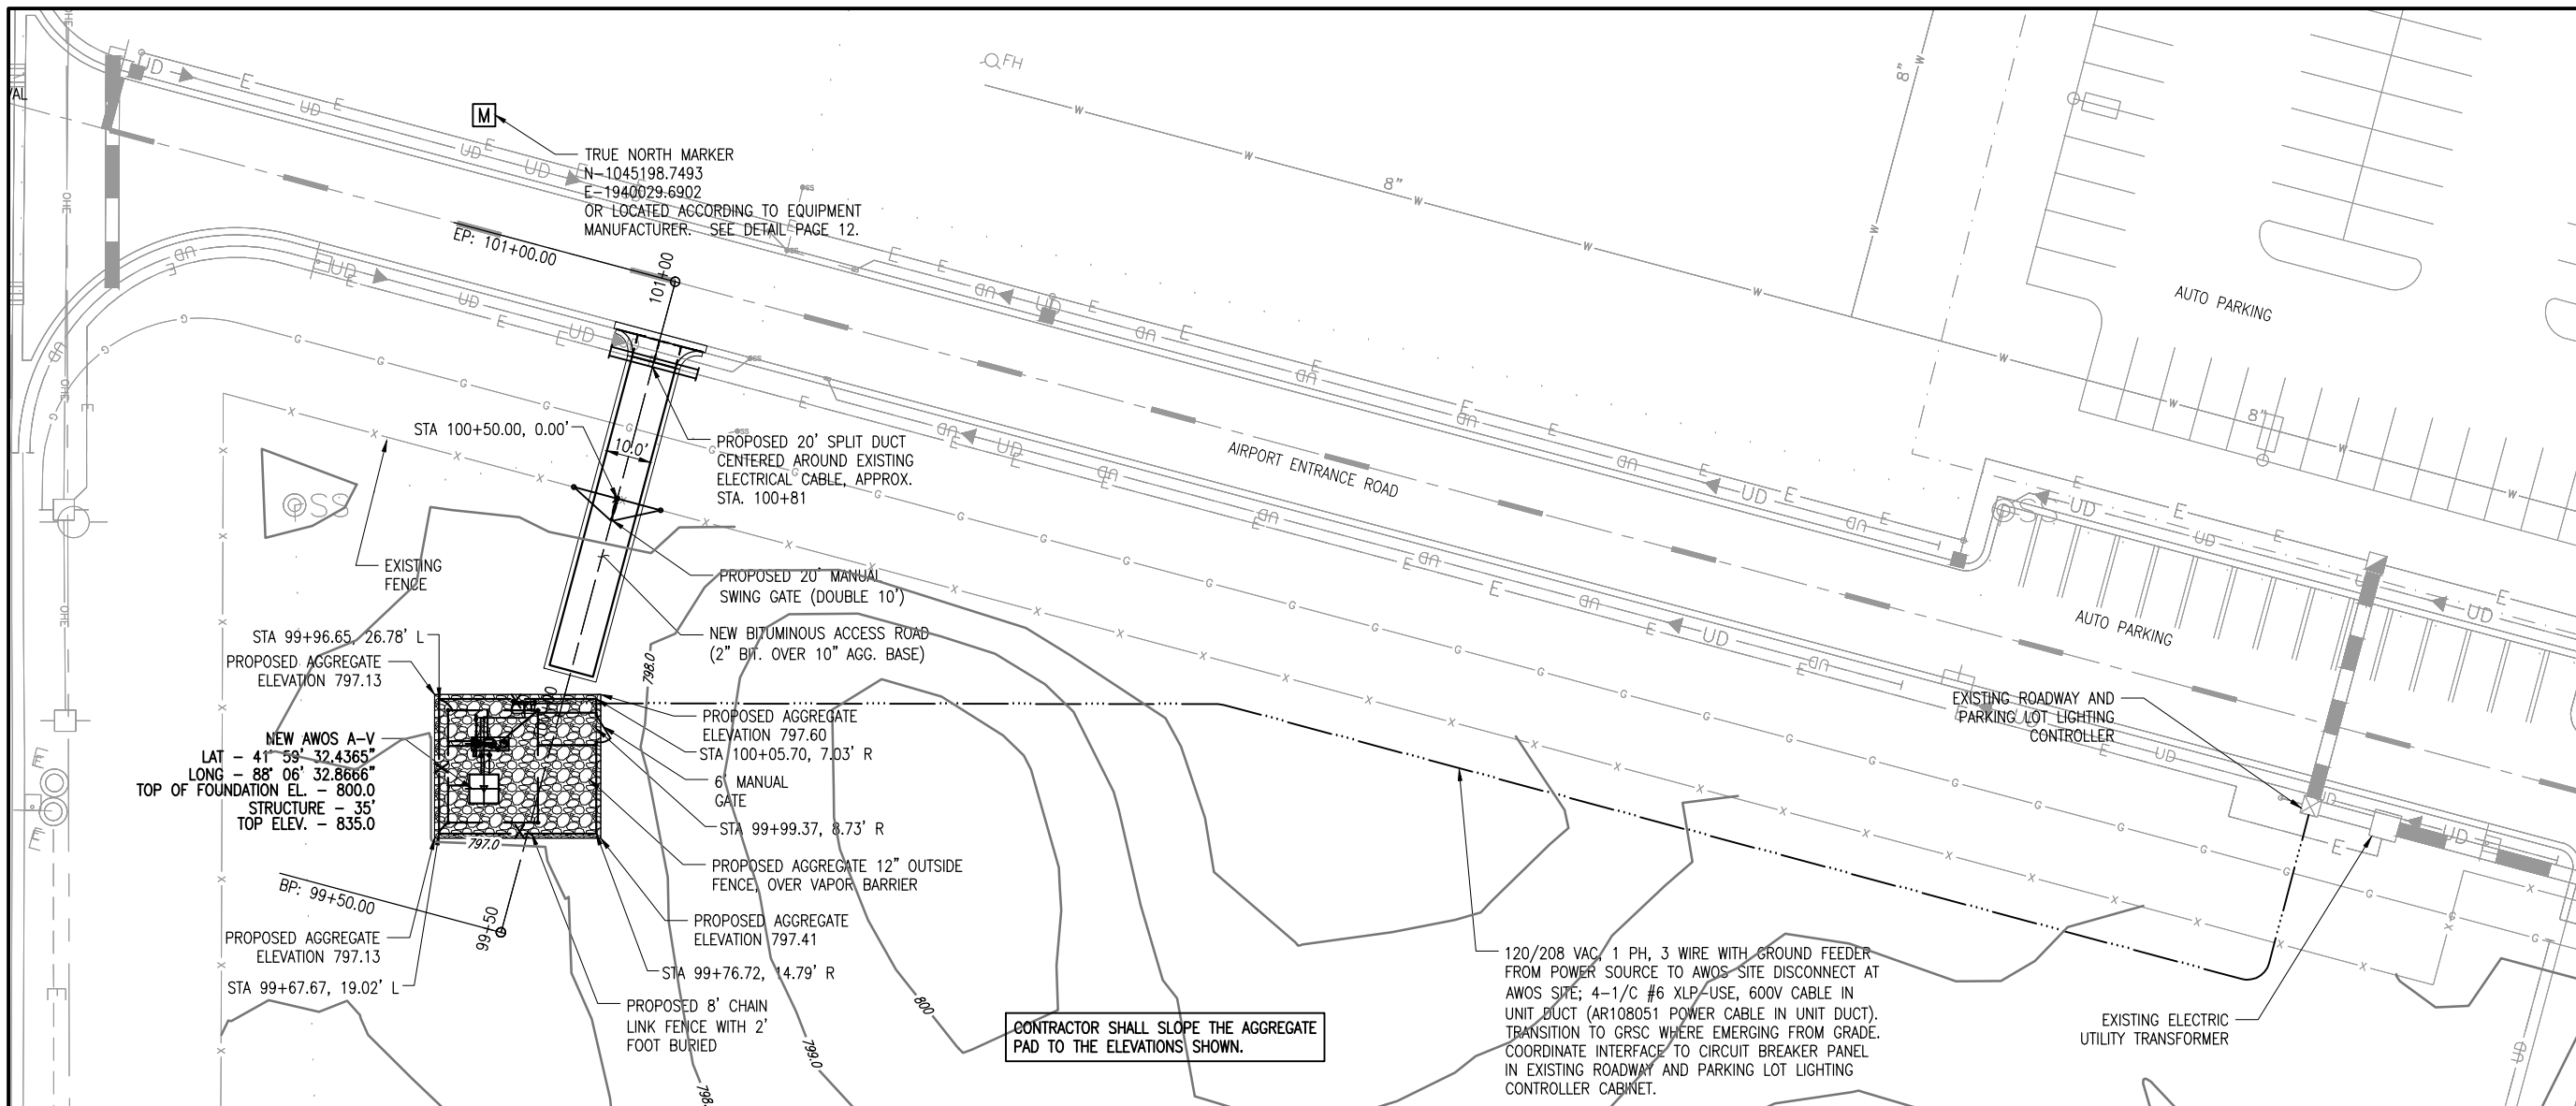 FH
8"
8"
8"
M
TRUE NORTH MARKER
N-1045198.7493
E-1940029.6902
OR LOCATED ACCORDING TO EQUIPMENT
MANUFACTURER. SEE DETAIL PAGE 12.
EP: 101+00.00
101+00
AUTO PARKING
AIRPORT ENTRANCE ROAD
STA 100+50.00, 0.00'
10.0'
PROPOSED 20' SPLIT DUCT
CENTERED AROUND EXISTING
ELECTRICAL CABLE, APPROX.
STA. 100+81
EXISTING
FENCE
PROPOSED 20' MANUAL
SWING GATE (DOUBLE 10')
NEW BITUMINOUS ACCESS ROAD
(2" BIT. OVER 10" AGG. BASE)
AUTO PARKING
STA 99+96.65, 26.78' L
PROPOSED AGGREGATE
ELEVATION 797.13
798.0
NEW AWOS A-V
LAT - 41° 59' 32.4365"
LONG - 88° 06' 32.8666"
TOP OF FOUNDATION EL. - 800.0
STRUCTURE - 35'
TOP ELEV. - 835.0
PROPOSED AGGREGATE
ELEVATION 797.60
STA 100+05.70, 7.03' R
6' MANUAL
GATE
STA 99+99.37, 8.73' R
EXISTING ROADWAY AND
PARKING LOT LIGHTING
CONTROLLER
797.0
PROPOSED AGGREGATE 12" OUTSIDE
FENCE, OVER VAPOR BARRIER
BP: 99+50.00
99+50
PROPOSED AGGREGATE
ELEVATION 797.41
PROPOSED AGGREGATE
ELEVATION 797.13
STA 99+76.72, 14.79' R
STA 99+67.67, 19.02' L
PROPOSED 8' CHAIN
LINK FENCE WITH 2'
FOOT BURIED
800
799.0
CONTRACTOR SHALL SLOPE THE AGGREGATE
PAD TO THE ELEVATIONS SHOWN.
120/208 VAC, 1 PH, 3 WIRE WITH GROUND FEEDER
FROM POWER SOURCE TO AWOS SITE DISCONNECT AT
AWOS SITE; 4-1/C #6 XLP-USE, 600V CABLE IN
UNIT DUCT (AR108051 POWER CABLE IN UNIT DUCT).
TRANSITION TO GRSC WHERE EMERGING FROM GRADE.
COORDINATE INTERFACE TO CIRCUIT BREAKER PANEL
IN EXISTING ROADWAY AND PARKING LOT LIGHTING
CONTROLLER CABINET.
EXISTING ELECTRIC
UTILITY TRANSFORMER